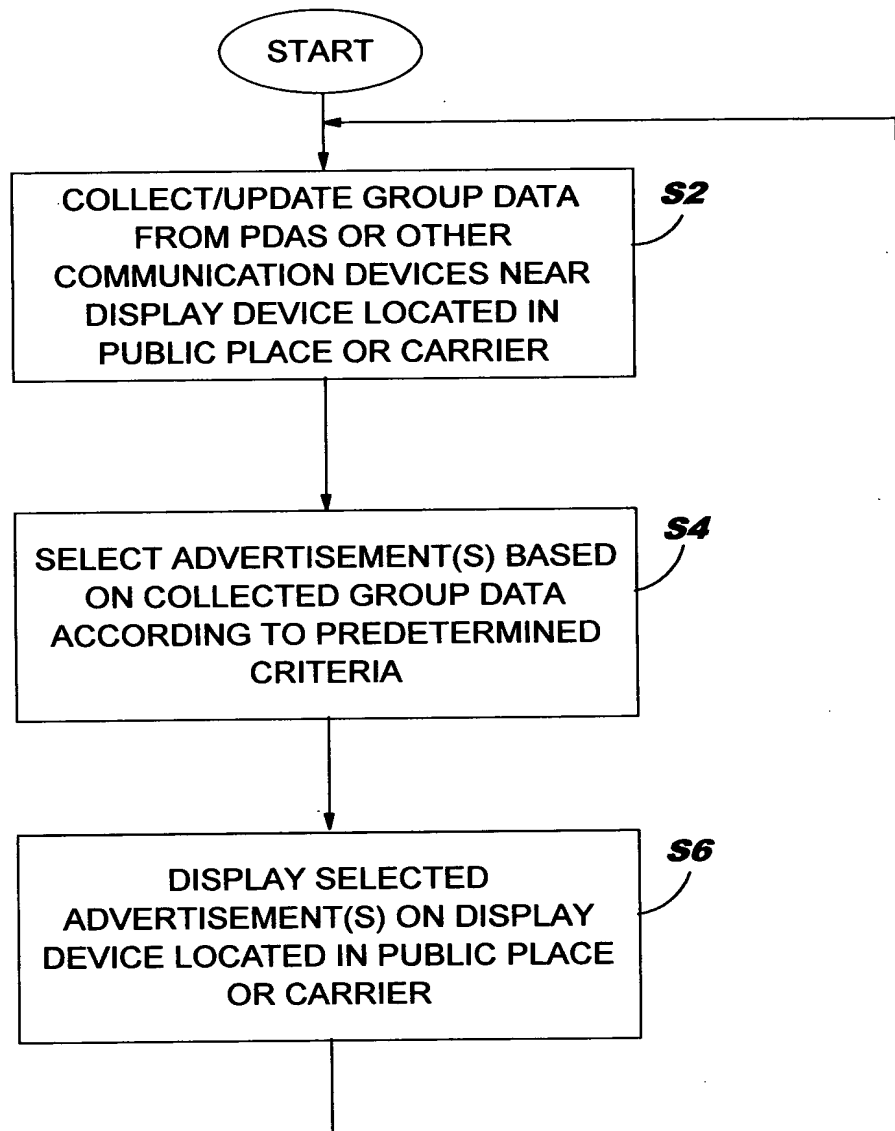 START
COLLECT/UPDATE GROUP DATA
FROM PDAS OR OTHER
COMMUNICATION DEVICES NEAR
DISPLAY DEVICE LOCATED IN
PUBLIC PLACE OR CARRIER
S2
SELECT ADVERTISEMENT(S) BASED
ON COLLECTED GROUP DATA
ACCORDING TO PREDETERMINED
CRITERIA
S4
DISPLAY SELECTED
ADVERTISEMENT(S) ON DISPLAY
DEVICE LOCATED IN PUBLIC PLACE
OR CARRIER
S6